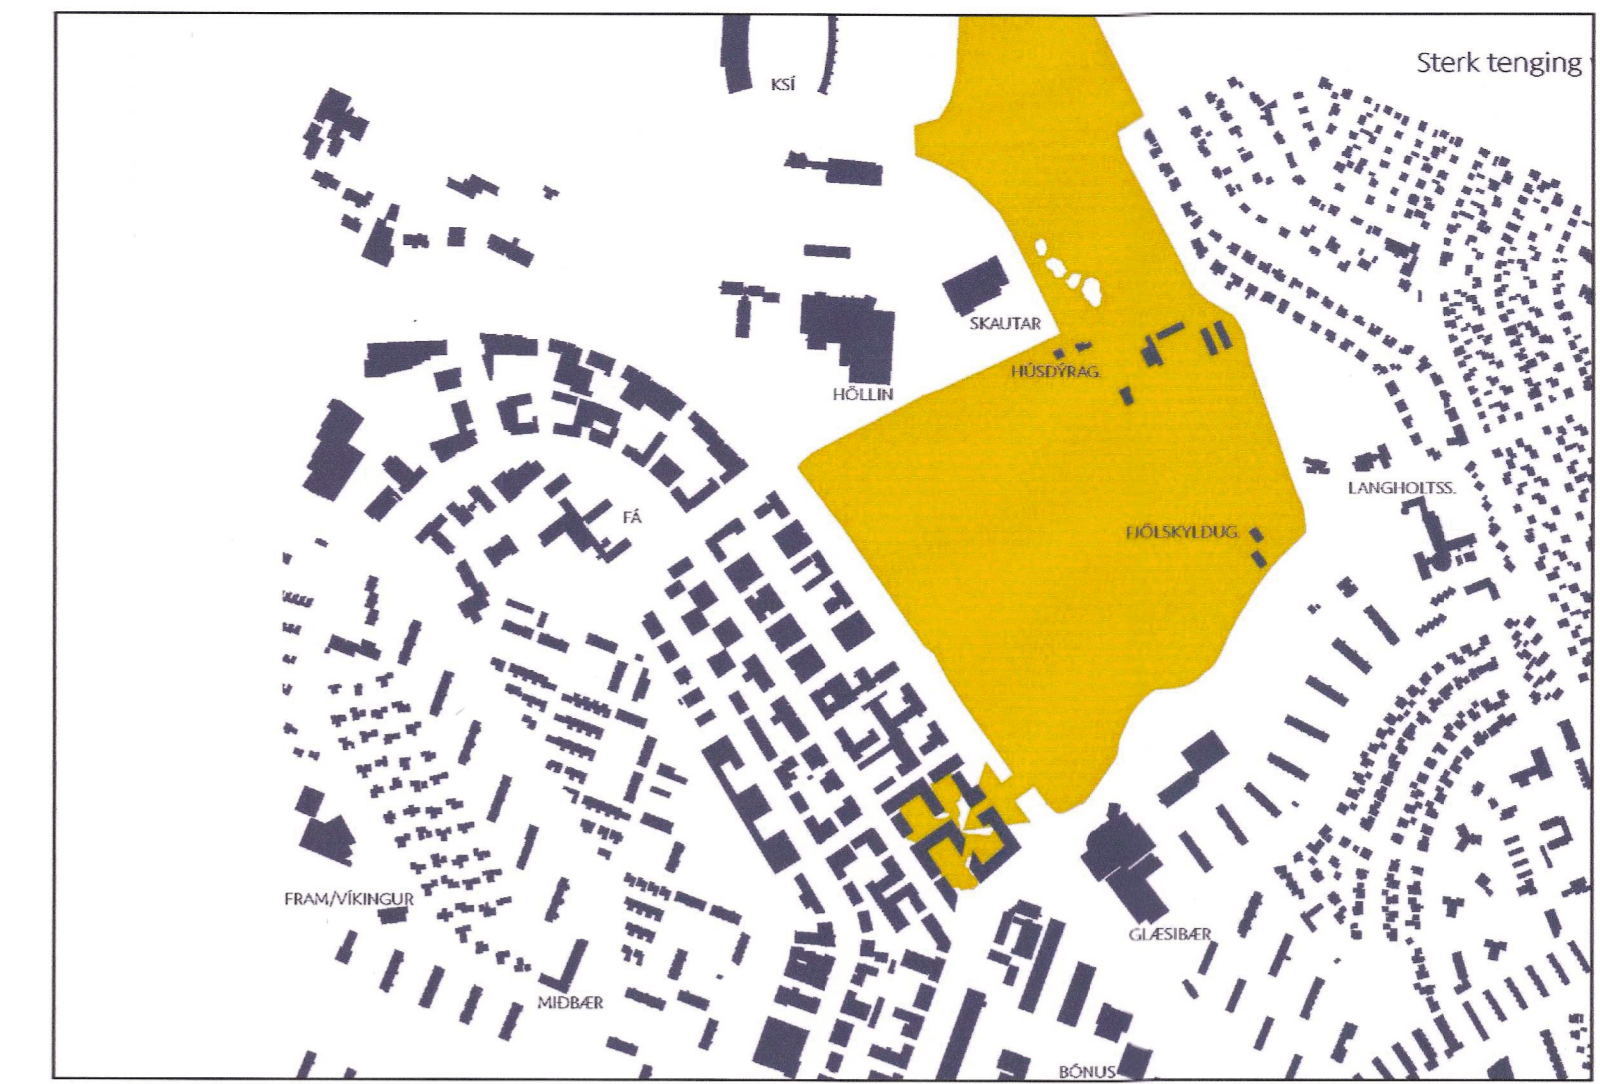 Sterk tenging
KSÍ
SKAUTAR
HÚSDÝRAG.
HÖLLIN
LANGHOLTSS.
FÁ
FJÖLSKYLDUG.
FRAM/VÍKINGUR
GLÆSIBÆR
MIÐBÆR
BÓNUS